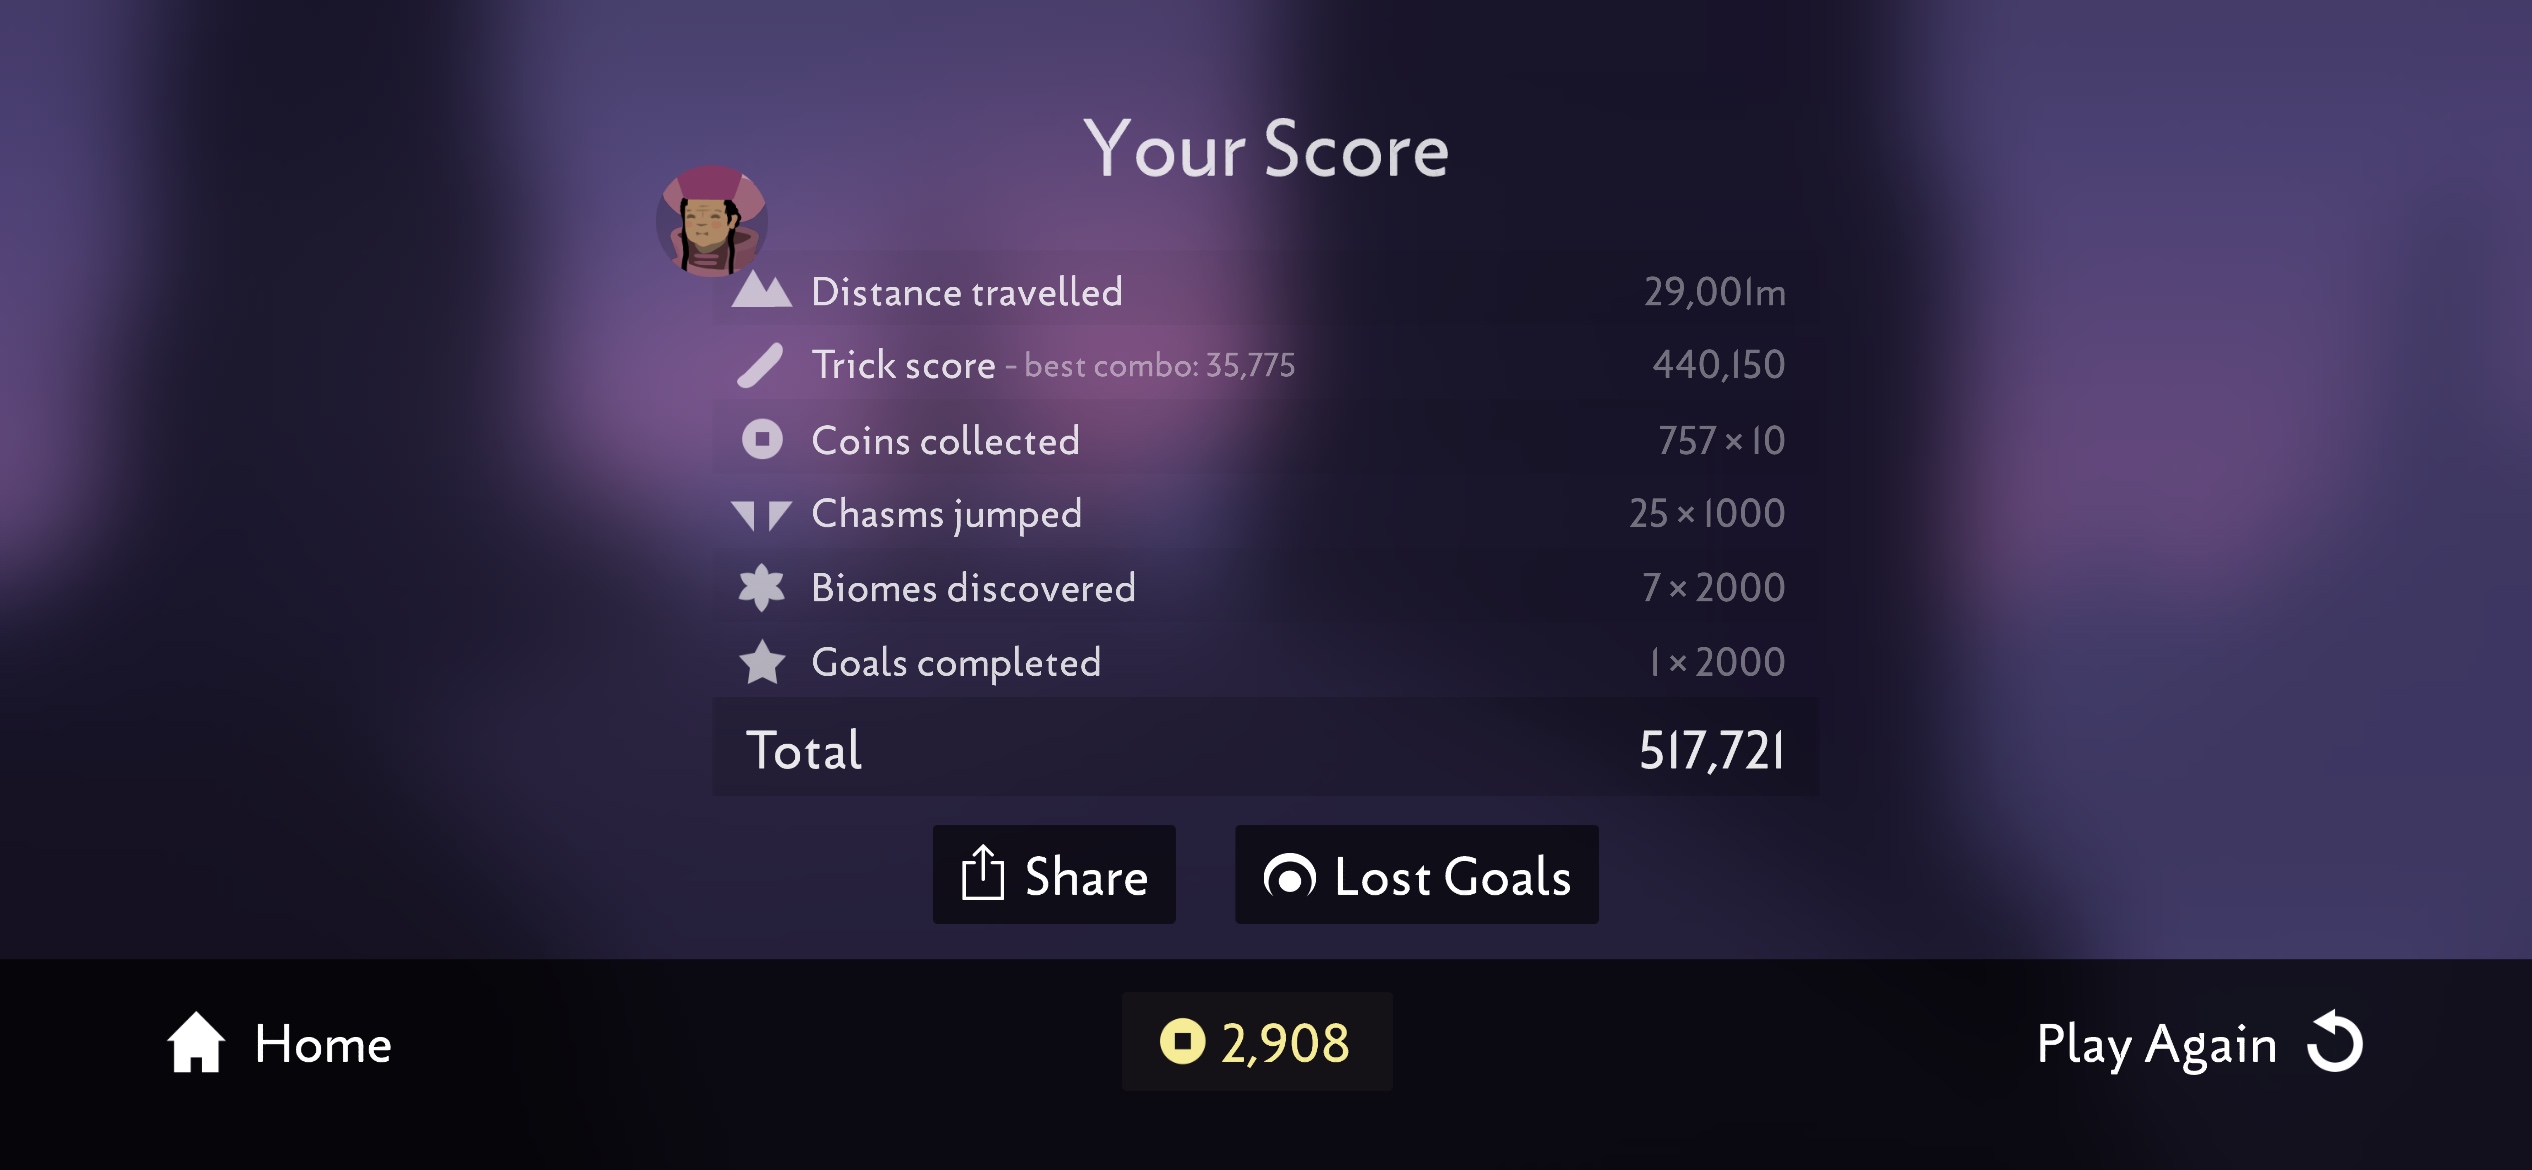 Your Score
Distance travelled 29,001m
Trick score - best combo: 35,775 440,150
Coins collected 757 × 10
Chasms jumped 25 × 1000
Biomes discovered 7 × 2000
Goals completed 1 × 2000
Total 517,721
Share Lost Goals
Home 2,908 Play Again